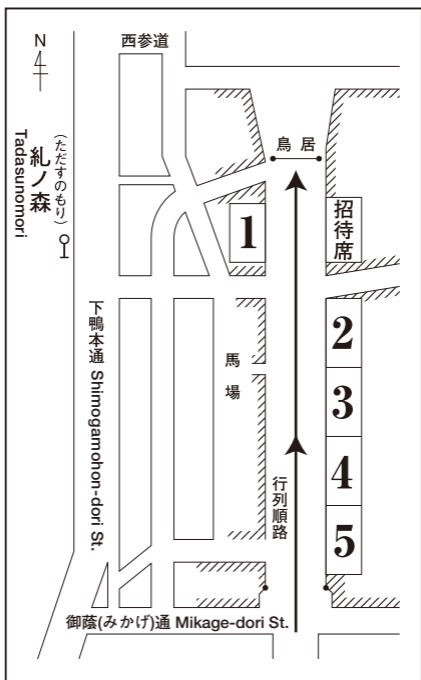 N
西参道
(ただすのもり)
糺ノ森
Tadasunomori
鳥居
1
招待席
2
馬場
3
下鴨本通 Shimogamohon-dori St.
4
行列順路
5
御蔭(みかげ)通 Mikage-dori St.